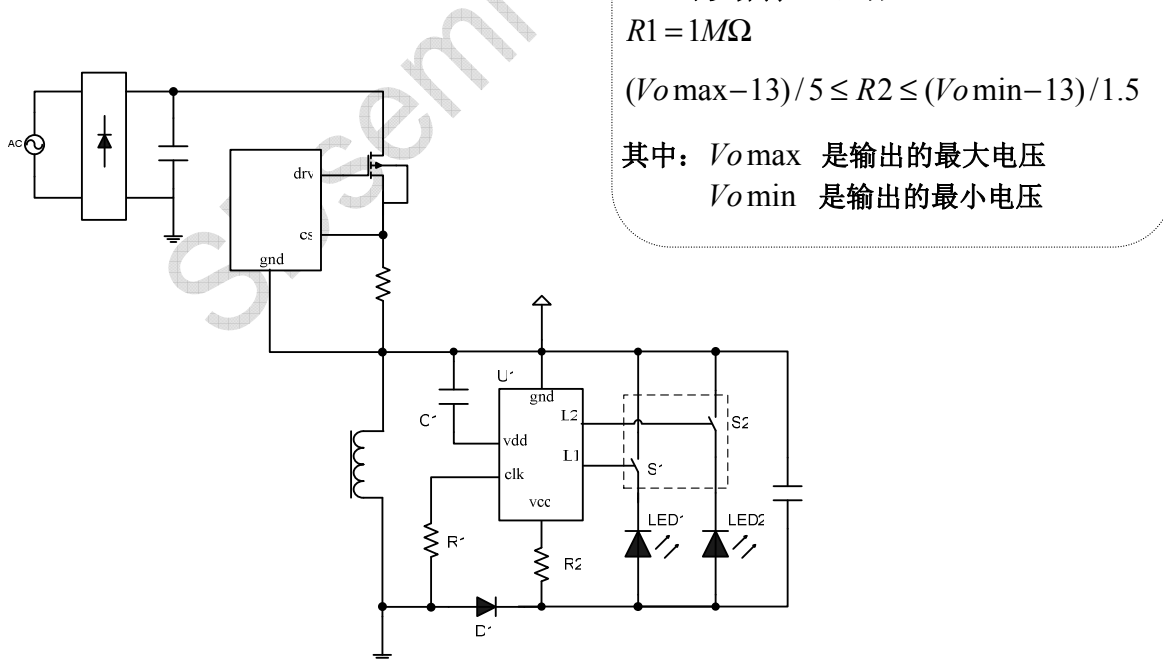 R1 = 1MΩ
(Vo max−13) / 5 ≤ R2 ≤ (Vo min−13) / 1.5
其中: Vo max 是输出的最大电压
Vo min 是输出的最小电压
AC
drv
cs
gnd
U1
gnd
C1
L2
S2
vdd
L1
S1
clk
vcc
LED1
LED2
R1
R2
D1